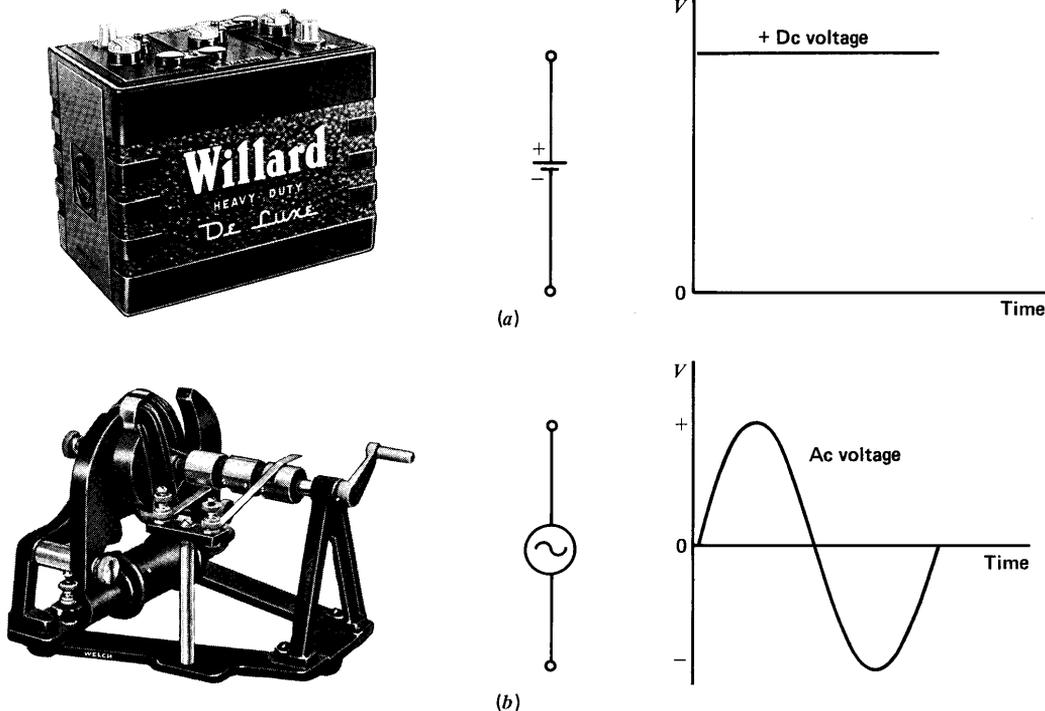 Willard
HEAVY DUTY
De Luxe
+
−
V
+ Dc voltage
0
Time
(a)
WELCH
V
+
Ac voltage
0
Time
−
(b)